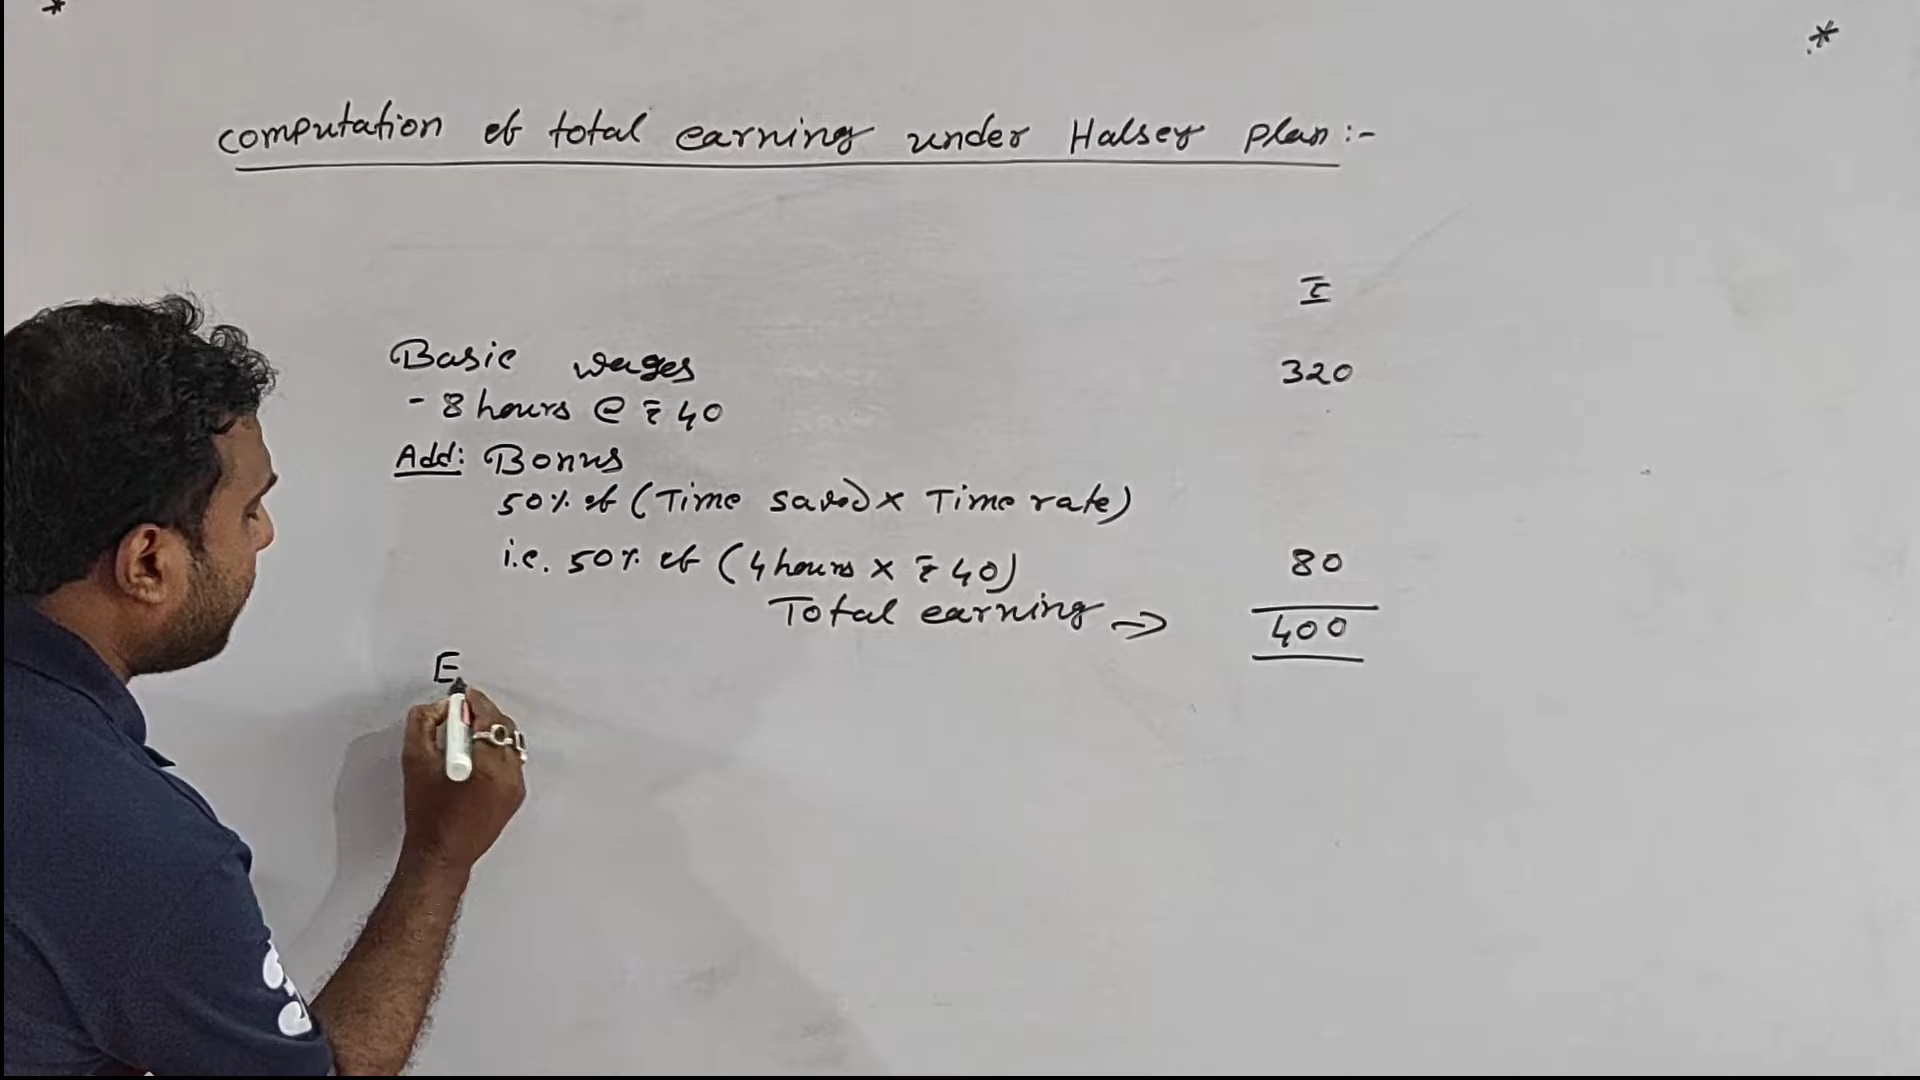 *
*
computation of total earning under Halsey plan:-
₹
Basic wages 320
- 8 hours @ ₹ 40
Add: Bonus
50% of (Time saved × Time rate)
i.e. 50% of (4 hours × ₹ 40) 80
Total earning → 400
E